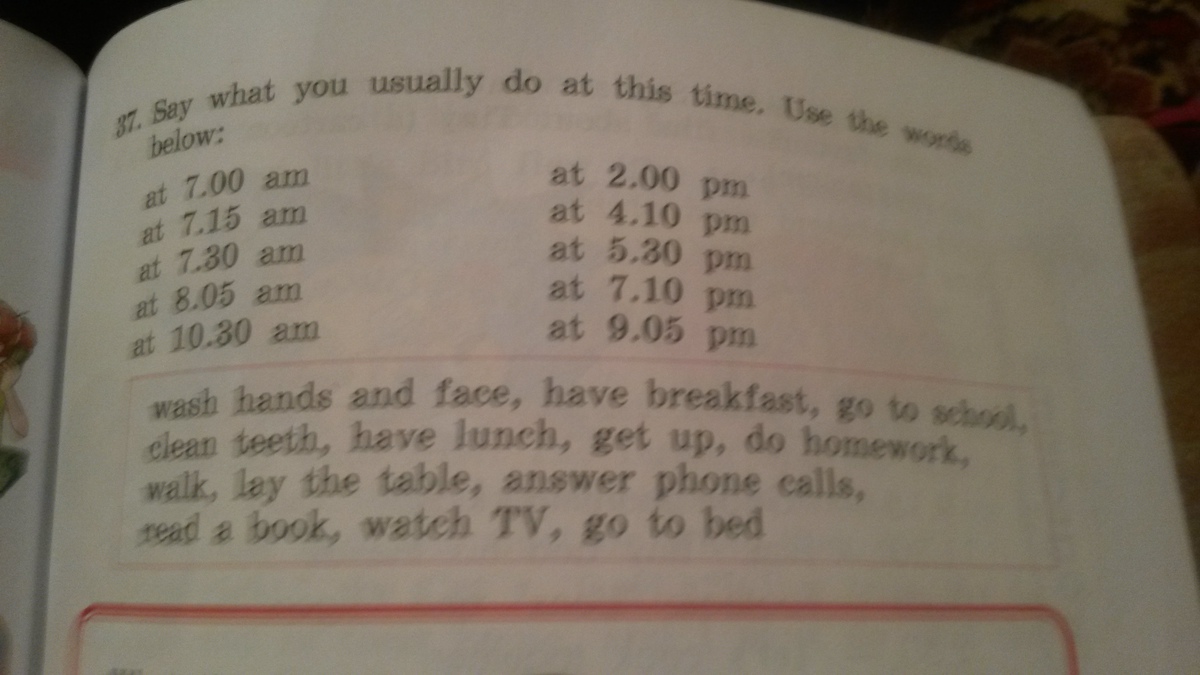 37. Say what you usually do at this time. Use the words
below:
at 7.00 am
at 7.15 am
at 7.30 am
at 8.05 am
at 10.30 am
at 2.00 pm
at 4.10 pm
at 5.30 pm
at 7.10 pm
at 9.05 pm
wash hands and face, have breakfast, go to school,
clean teeth, have lunch, get up, do homework,
walk, lay the table, answer phone calls,
read a book, watch TV, go to bed